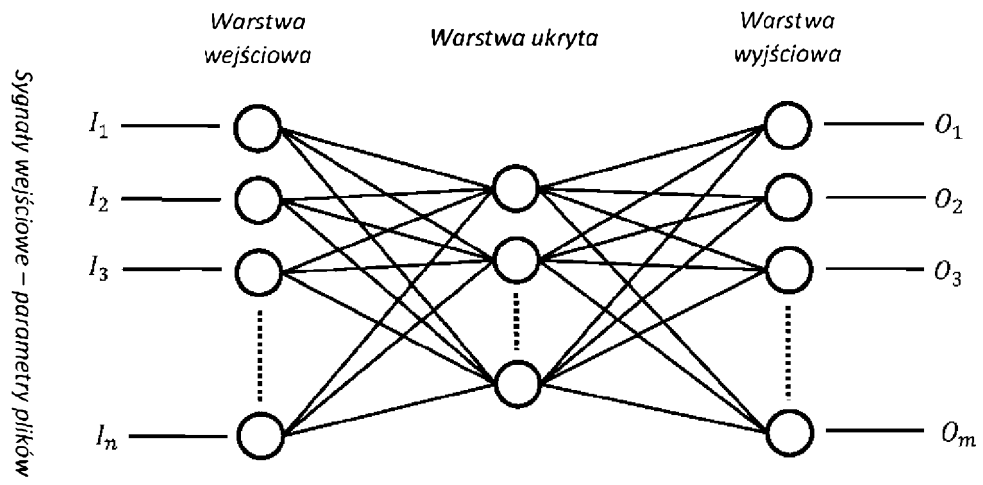 Warstwa
wejściowa
Warstwa ukryta
Warstwa
wyjściowa
Sygnały wejściowe – parametry plików
I₁
I₂
I₃
Iₙ
O₁
O₂
O₃
Oₘ